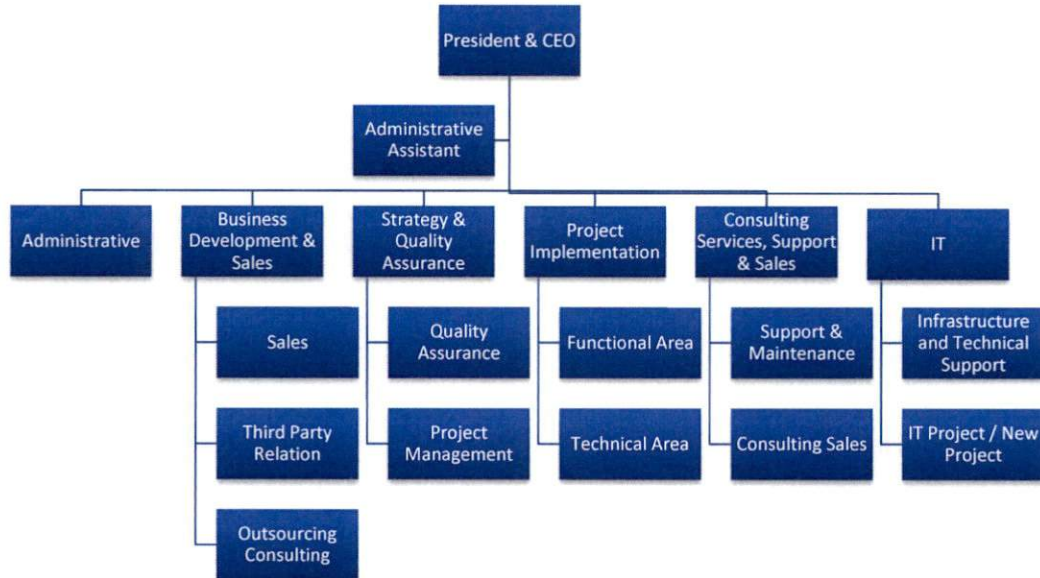 President & CEO
Administrative
Assistant
Administrative
Business
Development &
Sales
Strategy &
Quality
Assurance
Project
Implementation
Consulting
Services, Support
& Sales
IT
Sales
Quality
Assurance
Functional Area
Support &
Maintenance
Infrastructure
and Technical
Support
Third Party
Relation
Project
Management
Technical Area
Consulting Sales
IT Project / New
Project
Outsourcing
Consulting